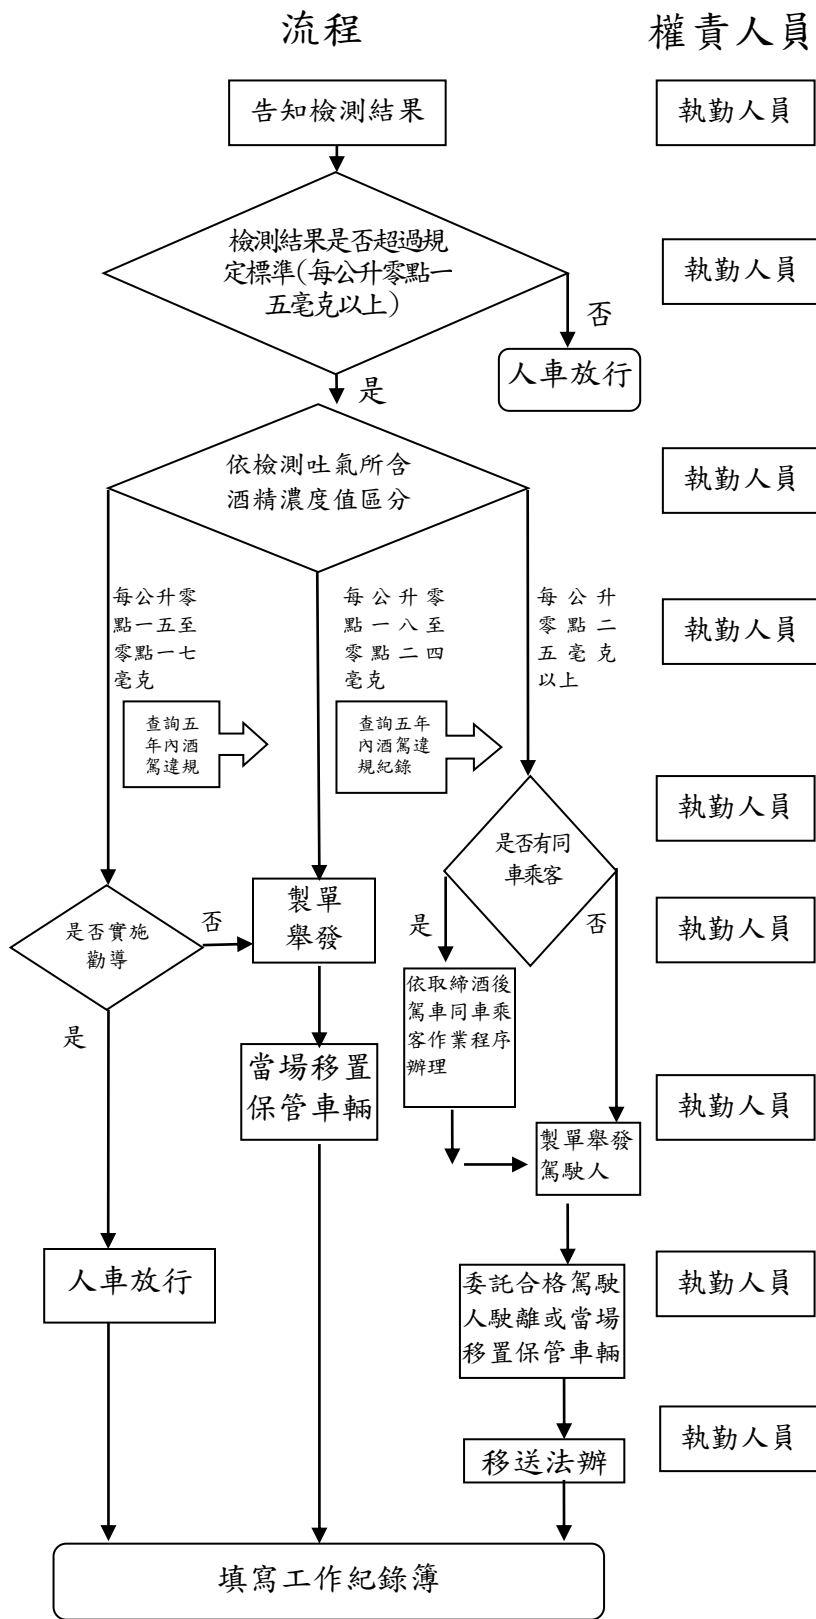 流程
權責人員
告知檢測結果
執勤人員
檢測結果是否超過規
定標準(每公升零點一
五毫克以上)
執勤人員
否
人車放行
是
依檢測吐氣所含
酒精濃度值區分
執勤人員
每公升零
點一五至
零點一七
毫克
每公升零
點一八至
零點二四
毫克
每公升
零點二
五毫克
以上
執勤人員
查詢五
年內酒
駕違規
查詢五年
內酒駕違
規紀錄
執勤人員
是否有同
車乘客
是否實施
勸導
否
製單
舉發
是
否
執勤人員
依取締酒後
駕車同車乘
客作業程序
辦理
是
當場移置
保管車輛
執勤人員
製單舉發
駕駛人
人車放行
委託合格駕駛
人駛離或當場
移置保管車輛
執勤人員
移送法辦
執勤人員
填寫工作紀錄簿